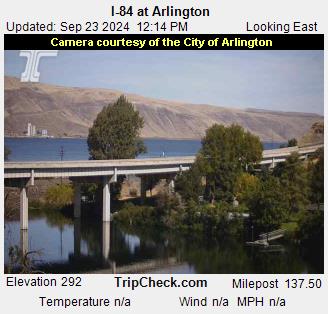 I-84 at Arlington
Updated: Sep 23 2024 12:14 PM Looking East
Camera courtesy of the City of Arlington
Elevation 292 TripCheck.com Milepost 137.50
Temperature n/a Wind n/a MPH n/a